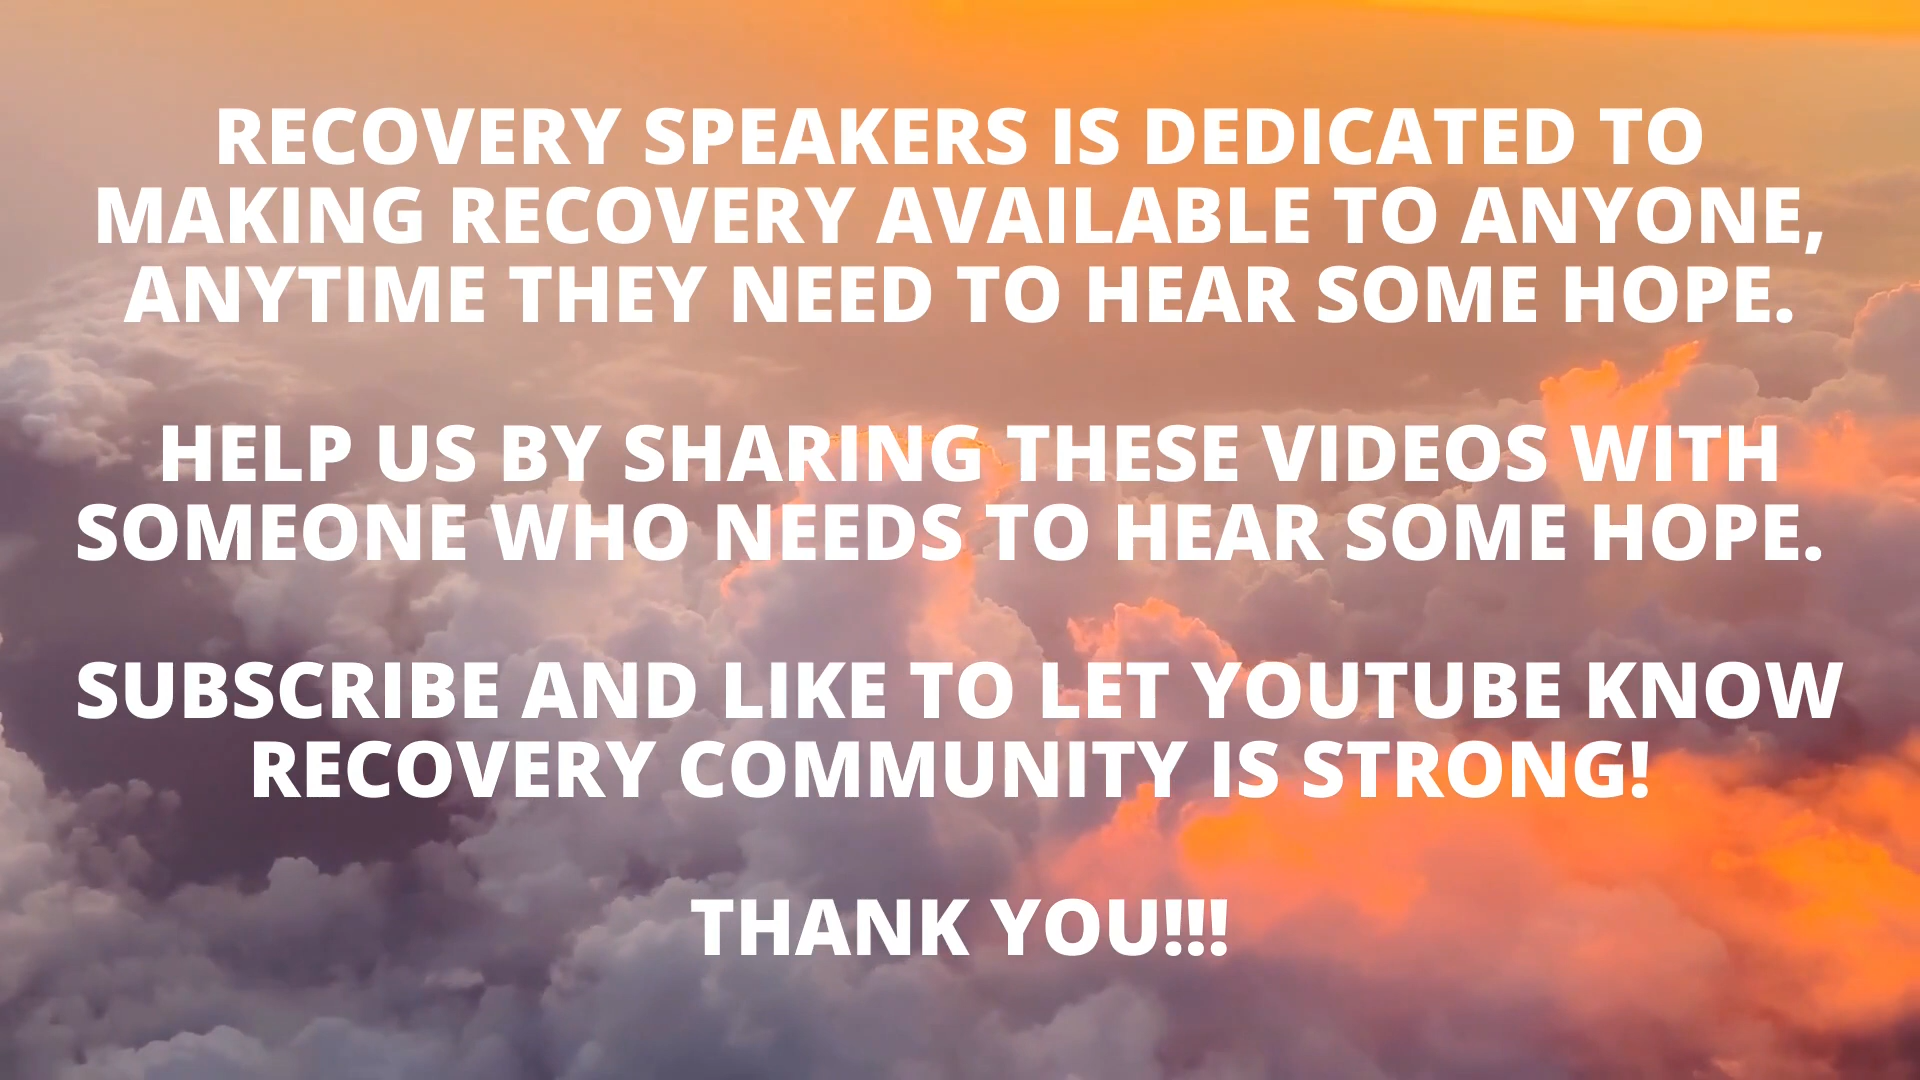 RECOVERY SPEAKERS IS DEDICATED TO
MAKING RECOVERY AVAILABLE TO ANYONE,
ANYTIME THEY NEED TO HEAR SOME HOPE.
HELP US BY SHARING THESE VIDEOS WITH
SOMEONE WHO NEEDS TO HEAR SOME HOPE.
SUBSCRIBE AND LIKE TO LET YOUTUBE KNOW
RECOVERY COMMUNITY IS STRONG!
THANK YOU!!!